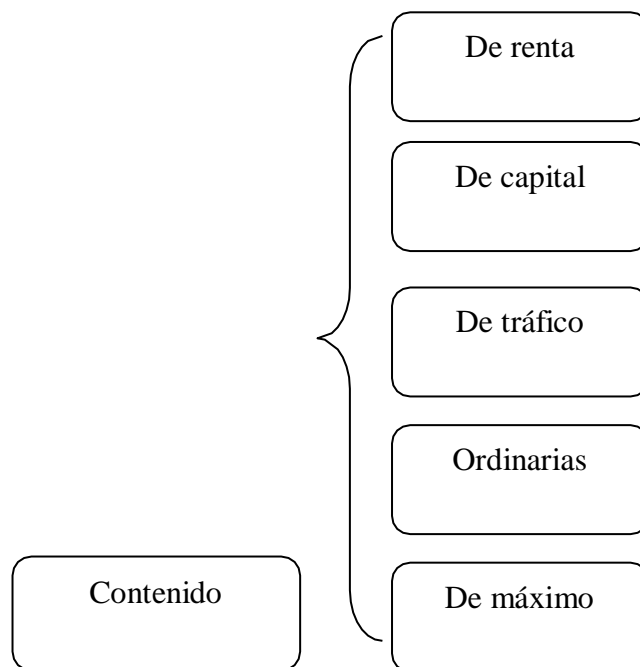 De renta
De capital
De tráfico
Ordinarias
Contenido
De máximo